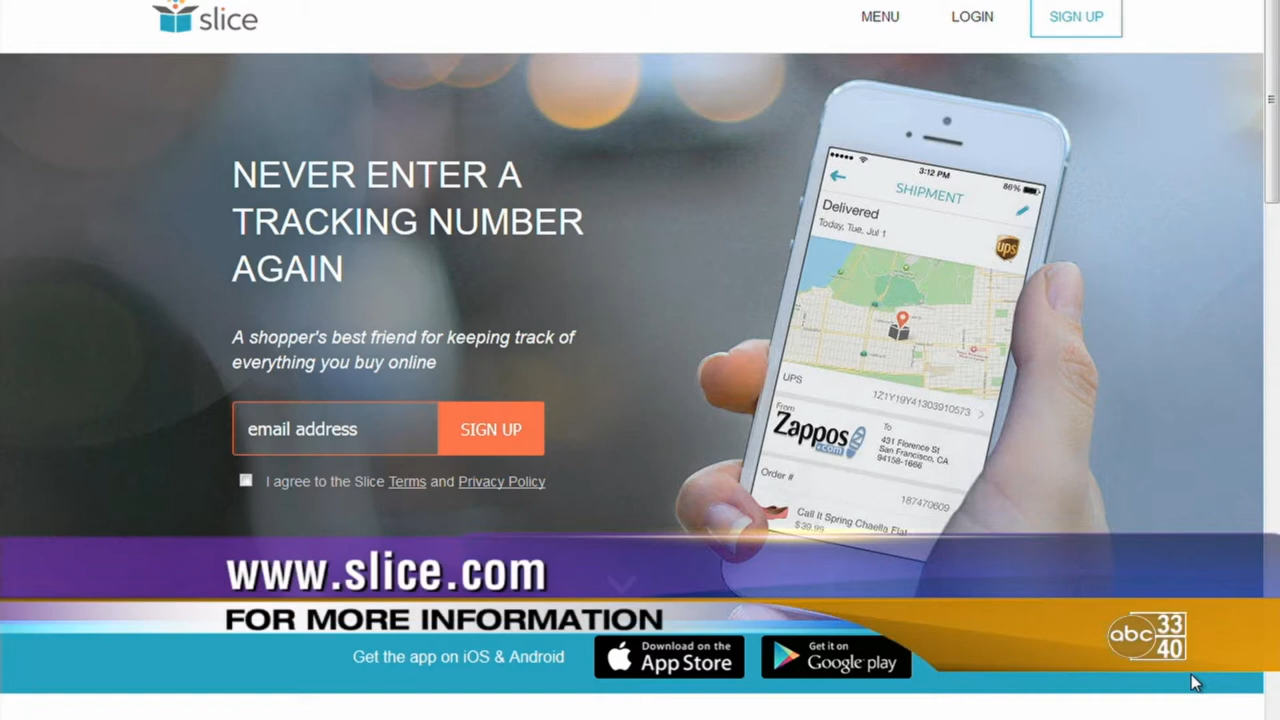 slice
MENU
LOGIN
SIGN UP
NEVER ENTER A
TRACKING NUMBER
AGAIN
A shopper's best friend for keeping track of
everything you buy online
email address
SIGN UP
I agree to the Slice Terms and Privacy Policy
3:12 PM
86%
SHIPMENT
Delivered
Today, Tue, Jul 1
ups
UPS
1Z1Y19Y41303910573
From
Zappos
.com
To
431 Florence St
San Francisco, CA
94158-1666
Order #
187470609
Call It Spring Chaella Flat
$39.99
www.slice.com
FOR MORE INFORMATION
Get the app on iOS & Android
Download on the
App Store
Get it on
Google play
abc 33
40